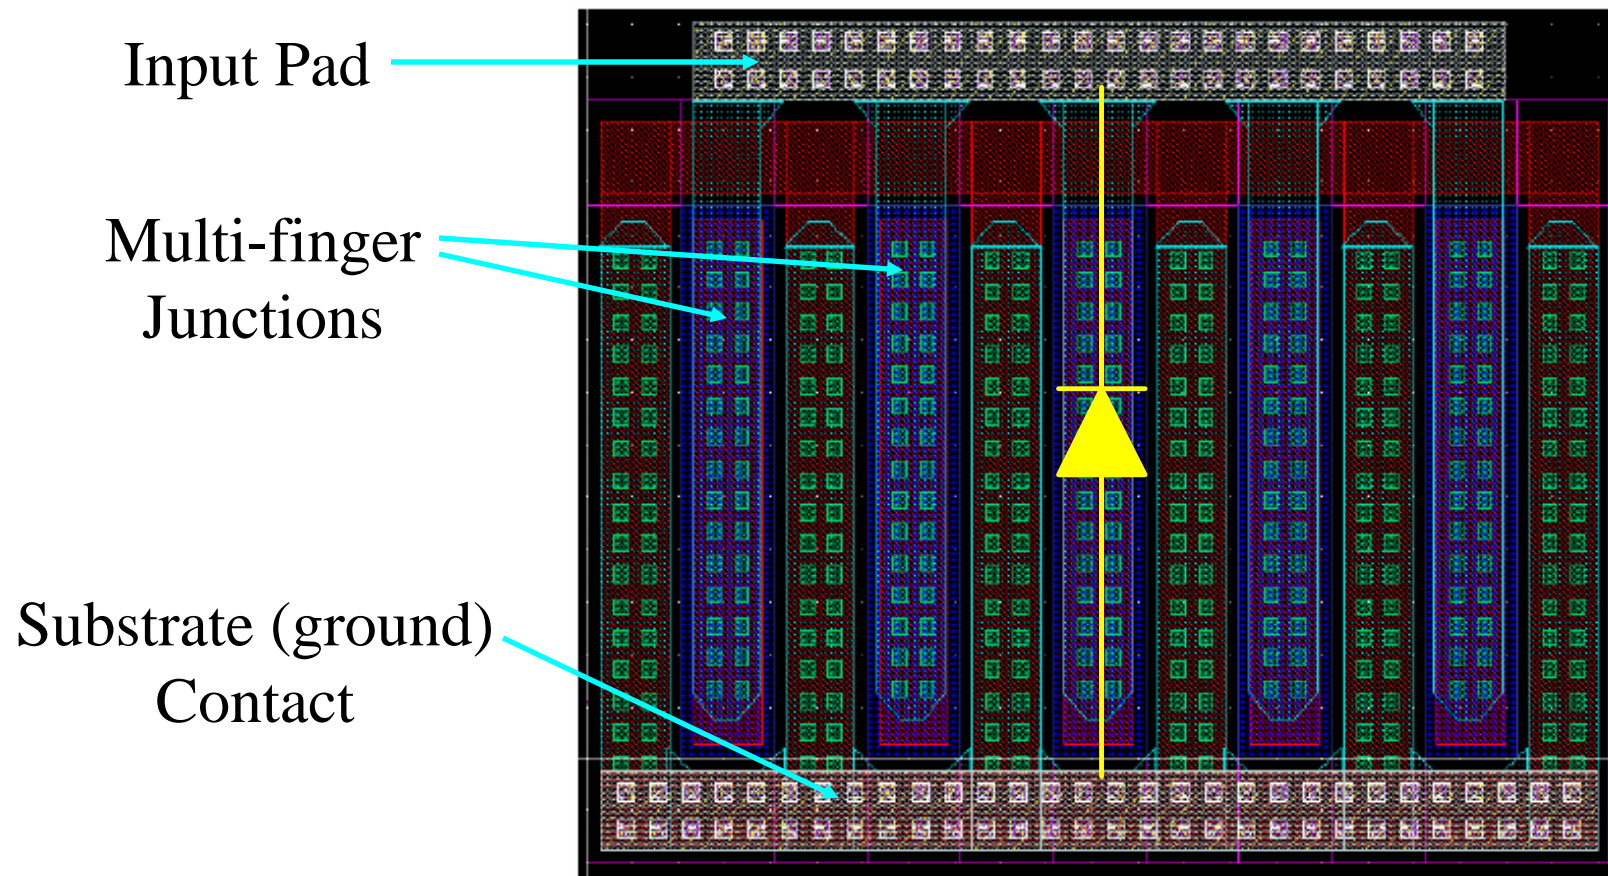 Input Pad
Multi-finger
Junctions
Substrate (ground)
Contact